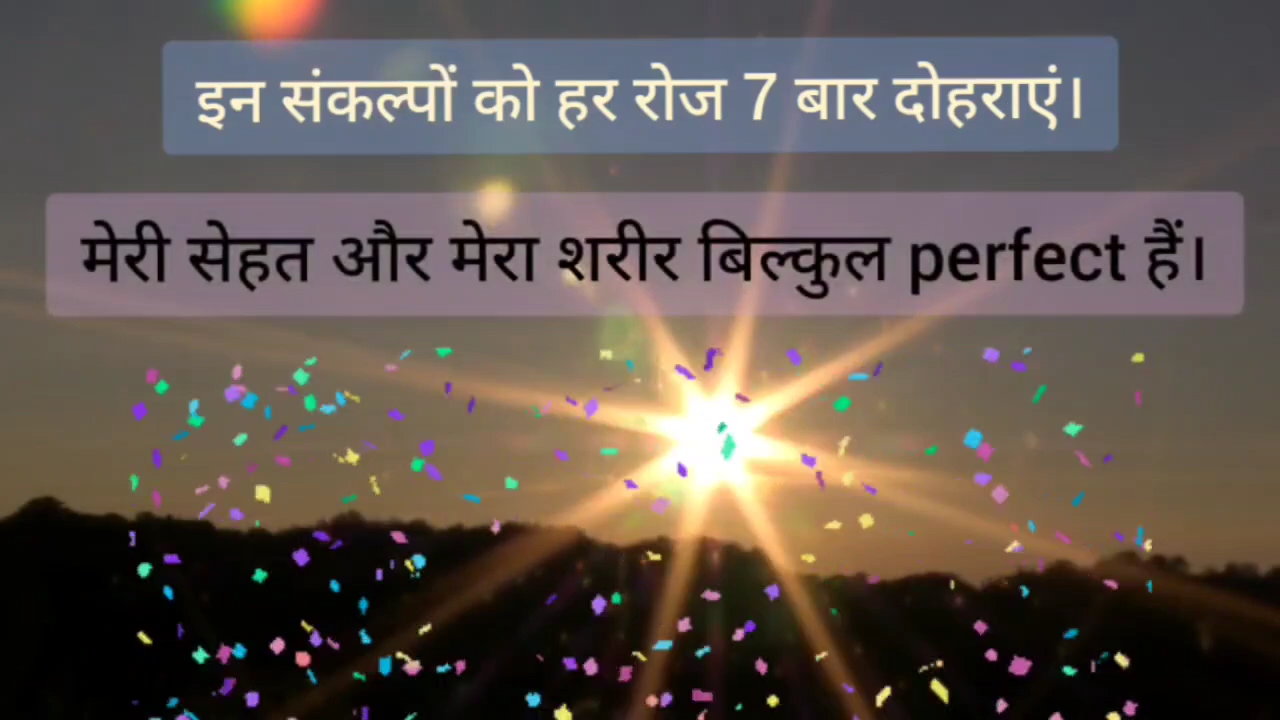 इन संकल्पों को हर रोज 7 बार दोहराएं।
मेरी सेहत और मेरा शरीर बिल्कुल perfect हैं।